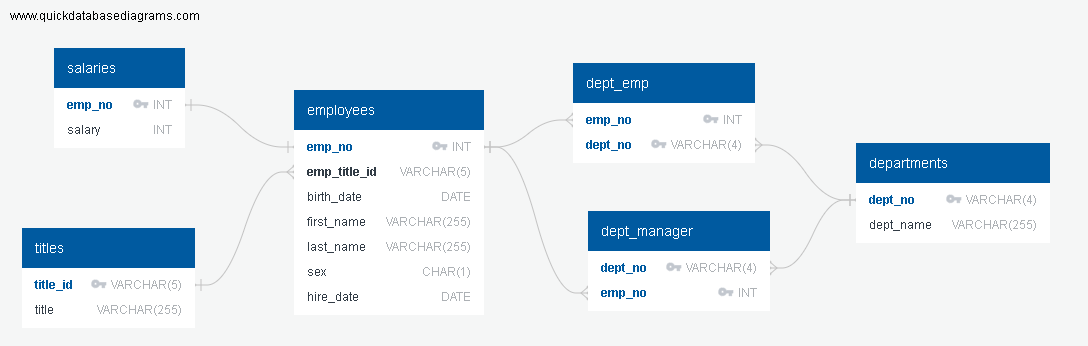 www.quickdatabasediagrams.com
salaries
emp_no INT
salary INT
titles
title_id VARCHAR(5)
title VARCHAR(255)
employees
emp_no INT
emp_title_id VARCHAR(5)
birth_date DATE
first_name VARCHAR(255)
last_name VARCHAR(255)
sex CHAR(1)
hire_date DATE
dept_emp
emp_no INT
dept_no VARCHAR(4)
dept_manager
dept_no VARCHAR(4)
emp_no INT
departments
dept_no VARCHAR(4)
dept_name VARCHAR(255)